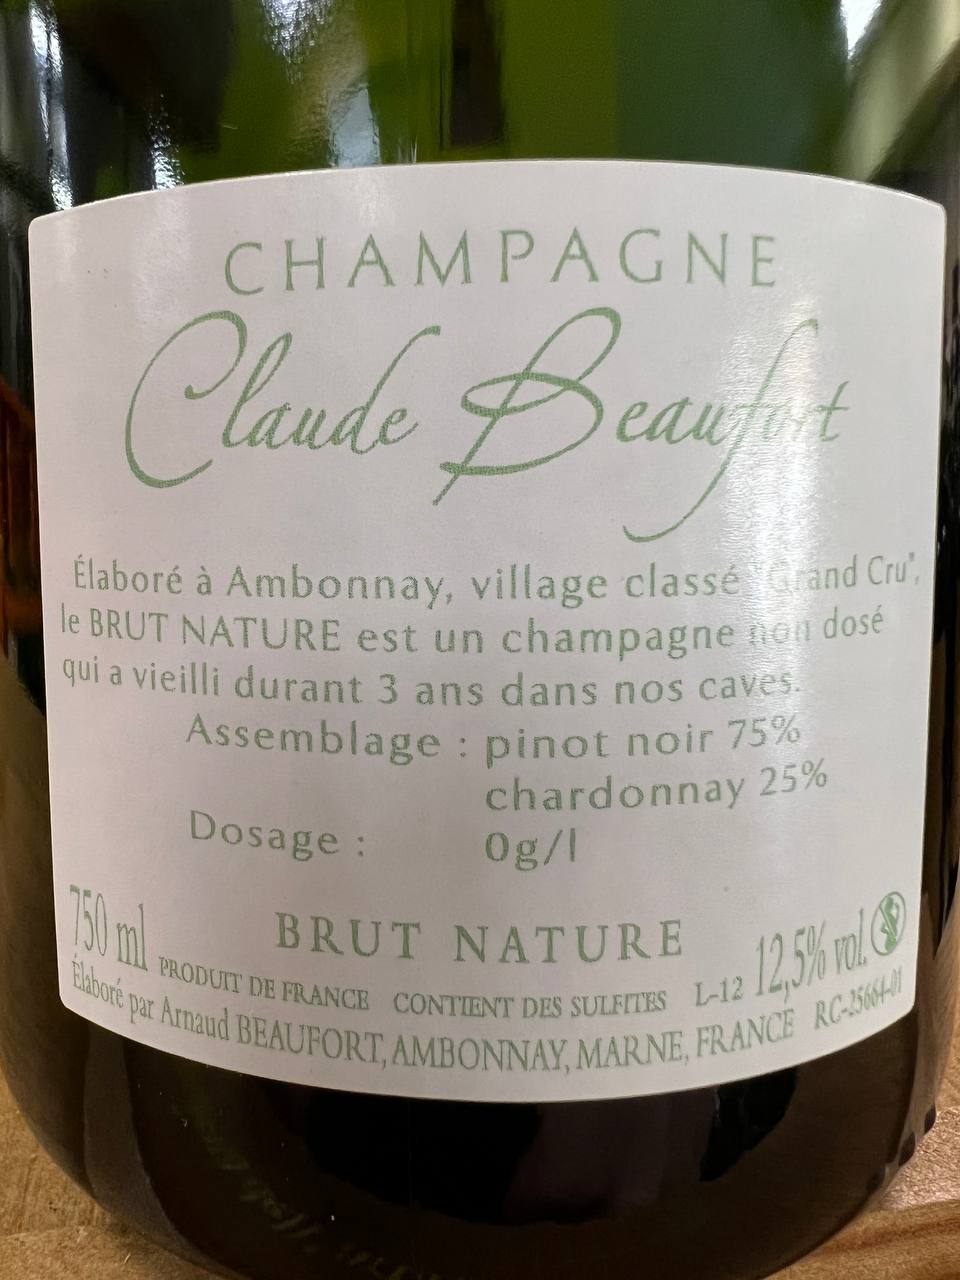 CHAMPAGNE
Claude Beaufort
Élaboré à Ambonnay, village classé "Grand Cru",
le BRUT NATURE est un champagne non dosé
qui a vieilli durant 3 ans dans nos caves.
Assemblage : pinot noir 75%
chardonnay 25%
Dosage : 0g/l
750 ml BRUT NATURE 12,5% vol.
PRODUIT DE FRANCE CONTIENT DES SULFITES L-12
Élaboré par Arnaud BEAUFORT, AMBONNAY, MARNE, FRANCE RC-25664-01